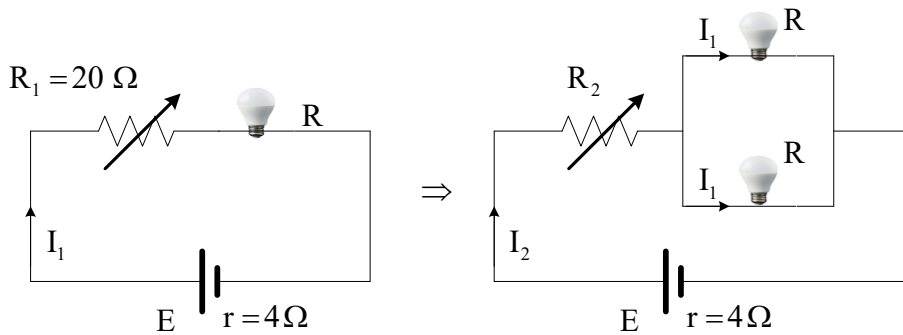 R₁ = 20 Ω
R
I₁
E
r = 4Ω
⇒
R₂
I₁
R
I₁
R
I₂
E
r = 4Ω